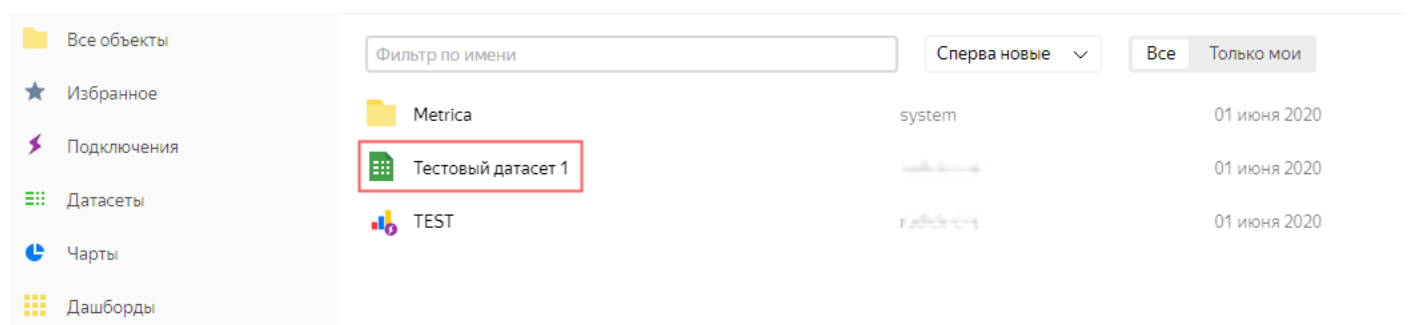 Все объекты
Избранное
Подключения
Датасеты
Чарты
Дашборды
Фильтр по имени
Сперва новые
Все Только мои
Metrica system 01 июня 2020
Тестовый датасет 1 01 июня 2020
TEST 01 июня 2020